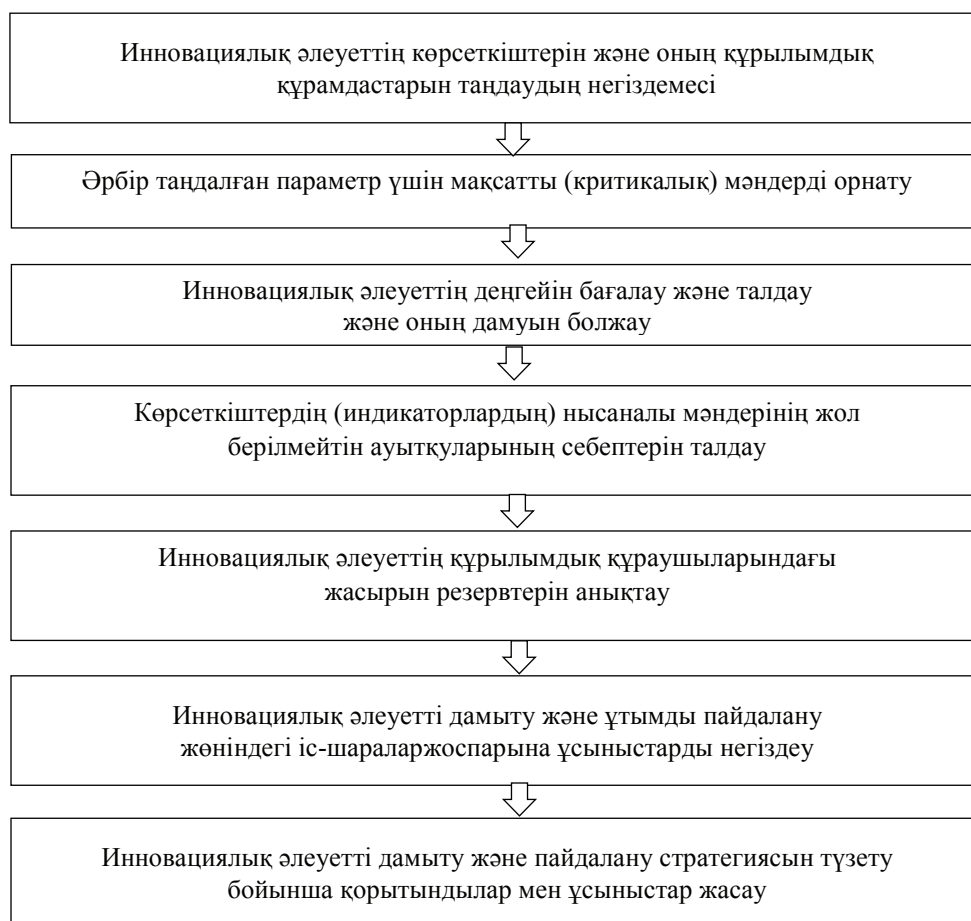 Инновациялық әлеуеттің көрсеткіштерін және оның құрылымдық
құрамдастарын таңдаудың негіздемесі
Әрбір таңдалған параметр үшін мақсатты (критикалық) мәндерді орнату
Инновациялық әлеуеттің деңгейін бағалау және талдау
және оның дамуын болжау
Көрсеткіштердің (индикаторлардың) нысаналы мәндерінің жол
берілмейтін ауытқуларының себептерін талдау
Инновациялық әлеуеттің құрылымдық құраушыларындағы
жасырын резервтерін анықтау
Инновациялық әлеуетті дамыту және ұтымды пайдалану
жөніндегі іс-шараларжоспарына ұсыныстарды негіздеу
Инновациялық әлеуетті дамыту және пайдалану стратегиясын түзету
бойынша қорытындылар мен ұсыныстар жасау